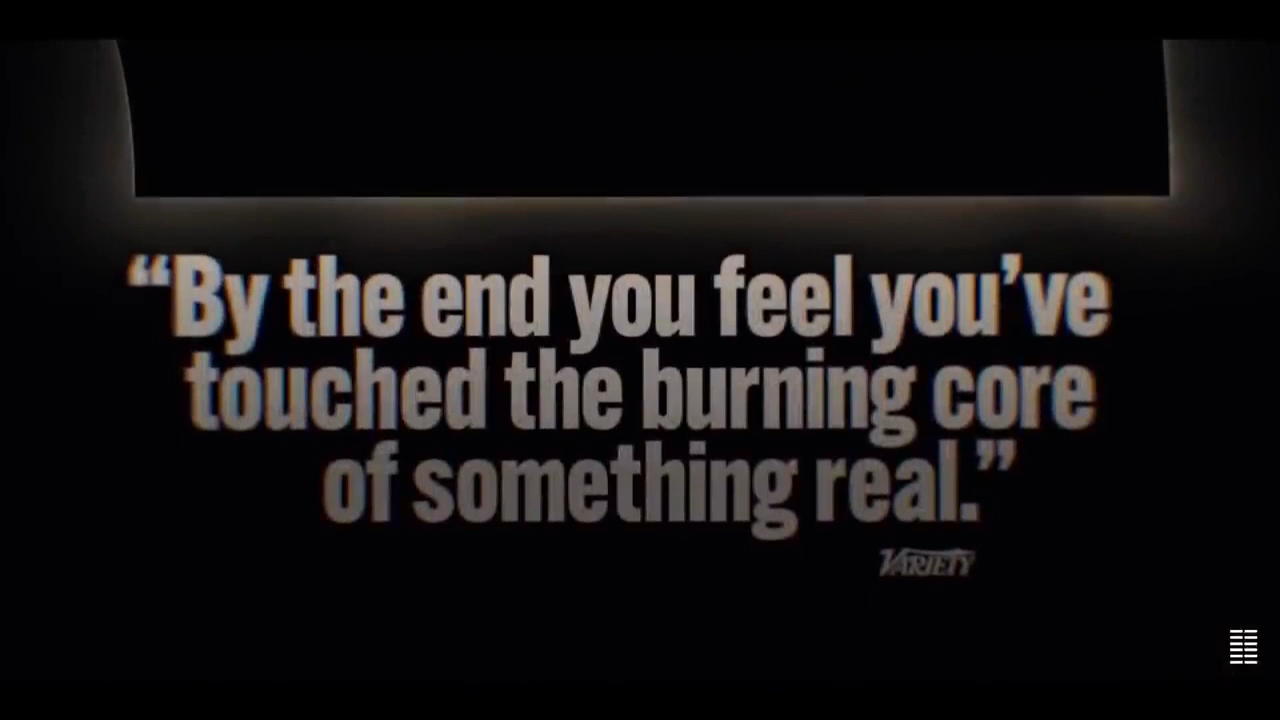 “By the end you feel you’ve
touched the burning core
of something real.”
VARIETY